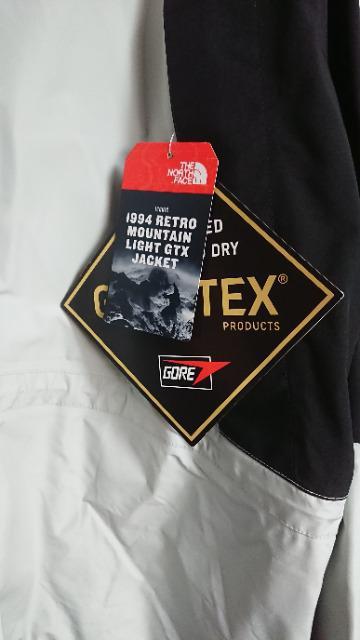 THE
NORTH
FACE
1994 RETRO
MOUNTAIN
LIGHT GTX
JACKET
ED
DRY
G
TEX®
PRODUCTS
GORE